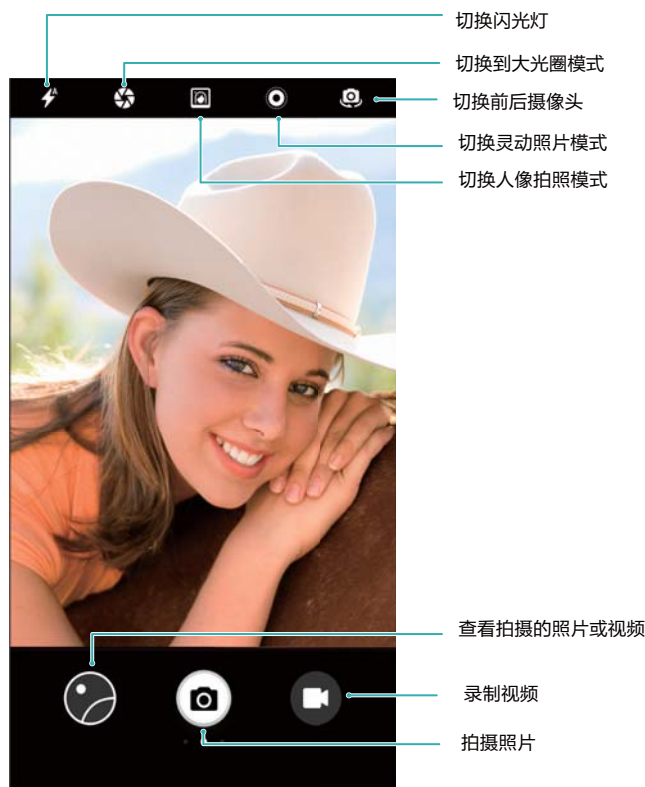 切换闪光灯
切换到大光圈模式
切换前后摄像头
切换灵动照片模式
切换人像拍照模式
查看拍摄的照片或视频
录制视频
拍摄照片